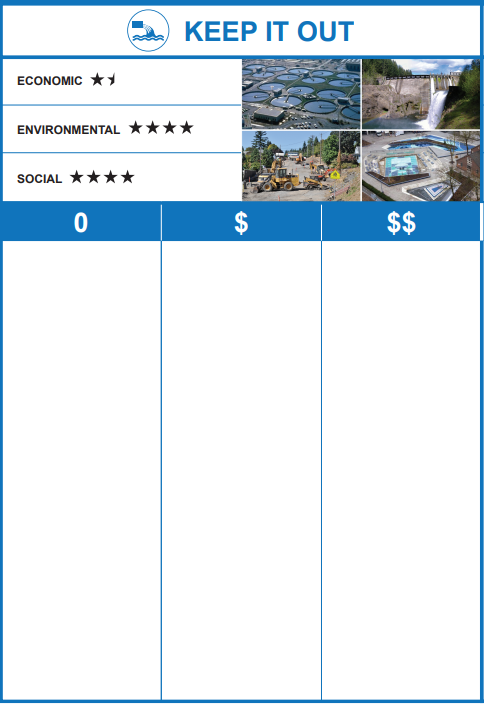 KEEP IT OUT
ECONOMIC
ENVIRONMENTAL
SOCIAL
0 $ $$